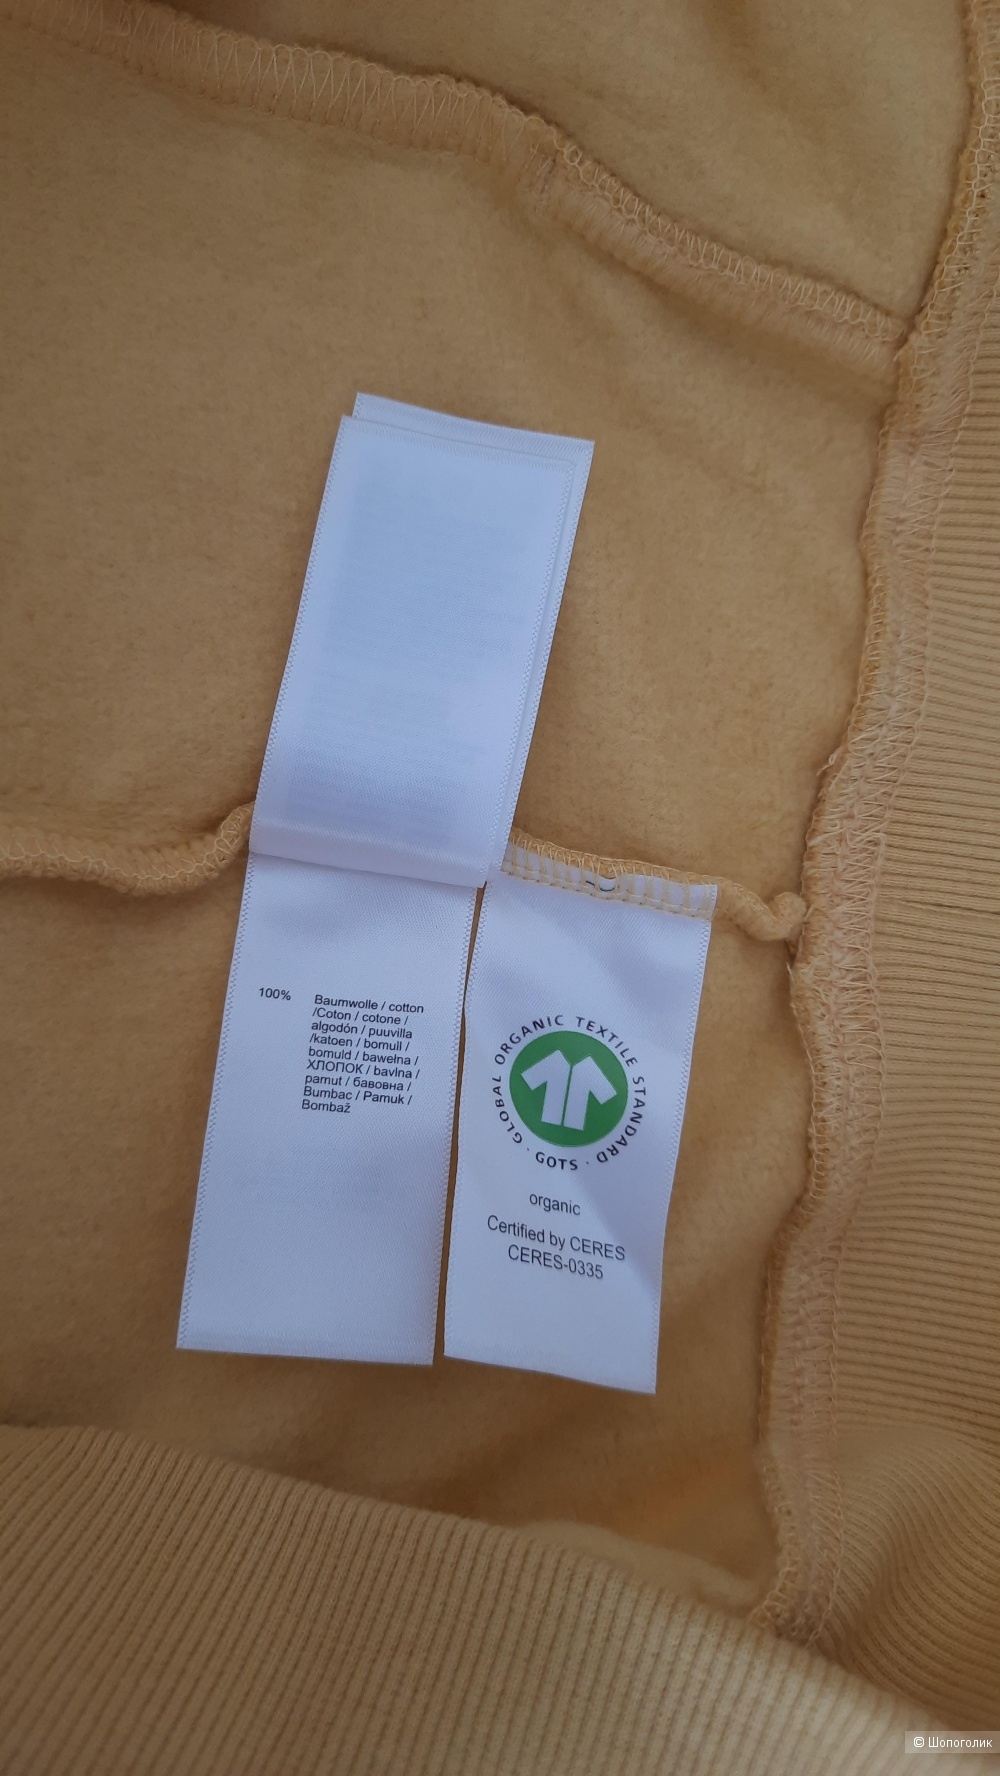 100%
Baumwolle / cotton
/Coton / cotone /
algodón / puuvilla
/katoen / bomull /
bomuld / bawełna /
ХЛОПОК / bavlna /
pamut / бавовна /
Bumbac / Pamuk /
Bombaž
GLOBAL ORGANIC TEXTILE STANDARD · GOTS ·
organic
Certified by CERES
CERES-0335
© Шопоголик